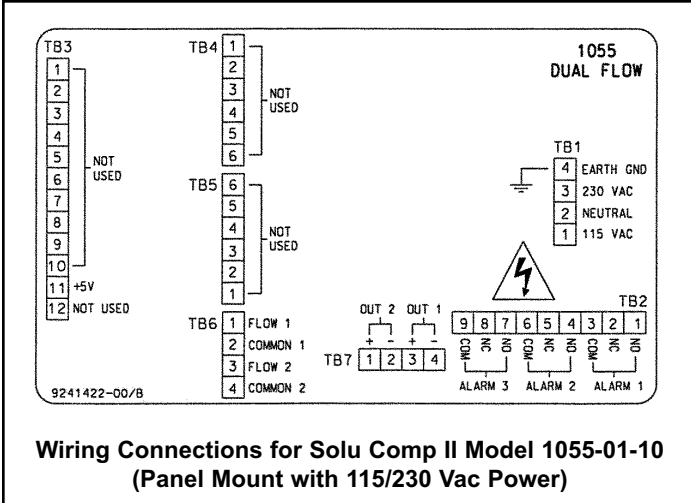 1055
DUAL FLOW
TB3
1
2
3
4
5
6
7
8
9
10
NOT
USED
11 +5V
12 NOT USED
TB4
1
2
3
4
5
6
NOT
USED
TB5
6
5
4
3
2
1
NOT
USED
TB6
1 FLOW 1
2 COMMON 1
3 FLOW 2
4 COMMON 2
TB1
4 EARTH GND
3 230 VAC
2 NEUTRAL
1 115 VAC
OUT 2 OUT 1
+ - + -
TB7 1 2 3 4
TB2
9 8 7 6 5 4 3 2 1
COM NC NO COM NC NO COM NC NO
ALARM 3 ALARM 2 ALARM 1
9241422-00/B
Wiring Connections for Solu Comp II Model 1055-01-10
(Panel Mount with 115/230 Vac Power)